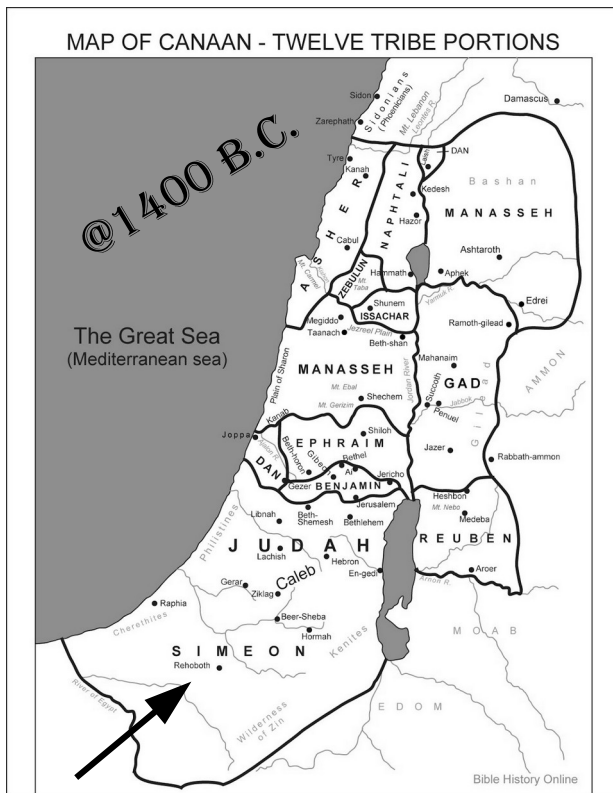 MAP OF CANAAN - TWELVE TRIBE PORTIONS
@1400 B.C.
Sidonians
(Phoenicians)
Sidon
Damascus
Zarephath
Mt. Lebanon
Leontes R.
Tyre
Kanah
Laish
DAN
Kedesh
Bashan
NAPHTALI
MANASSEH
Hazor
ASHER
Cabul
Ashtaroth
Mt. Carmel
Kishon
ZEBULUN
Mt.
Taba
Hammath
Aphek
Yarmuk R.
Shunem
ISSACHAR
Edrei
Megiddo
Taanach
Jezreel Plain
Ramoth-gilead
Beth-shan
The Great Sea
(Mediterranean sea)
Plain of Sharon
MANASSEH
Mahanaim
GAD
AMMON
Mt. Ebal
Shechem
Mt. Gerizim
Jordan River
Succoth
Penuel
Jabbok
Gilead
Kanah
Joppa
Shiloh
EPHRAIM
Beth-horon
Gibeon
Bethel
Ai
Jazer
Rabbath-ammon
DAN
Gezer
BENJAMIN
Jericho
Heshbon
Jerusalem
Mt. Nebo
Libnah
Beth-
Shemesh
Bethlehem
Medeba
Philistines
JUDAH
REUBEN
Lachish
Hebron
En-gedi
Aroer
Arnon R.
Caleb
Gerar
Ziklag
Raphia
Cherethites
Beer-Sheba
Hormah
Kenites
MOAB
SIMEON
Rehoboth
River of Egypt
Wilderness
of Zin
EDOM
Bible History Online